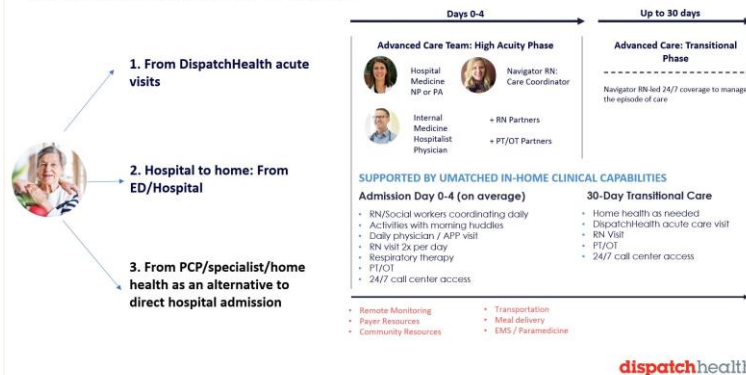 Days 0-4
Up to 30 days
1. From DispatchHealth acute
visits
2. Hospital to home: From
ED/Hospital
3. From PCP/specialist/home
health as an alternative to
direct hospital admission
Advanced Care Team: High Acuity Phase
Hospital
Medicine
NP or PA
Navigator RN:
Care Coordinator
Internal
Medicine
Hospitalist
Physician
+ RN Partners
+ PT/OT Partners
Advanced Care: Transitional
Phase
Navigator RN-led 24/7 coverage to manage
the episode of care
SUPPORTED BY UMATCHED IN-HOME CLINICAL CAPABILITIES
Admission Day 0-4 (on average)
• RN/Social workers coordinating daily
• Activities with morning huddles
• Daily physician / APP visit
• RN visit 2x per day
• Respiratory therapy
• PT/OT
• 24/7 call center access
30-Day Transitional Care
• Home health as needed
• DispatchHealth acute care visit
• RN Visit
• PT/OT
• 24/7 call center access
• Remote Monitoring
• Payer Resources
• Community Resources
• Transportation
• Meal delivery
• EMS / Paramedicine
dispatchhealth